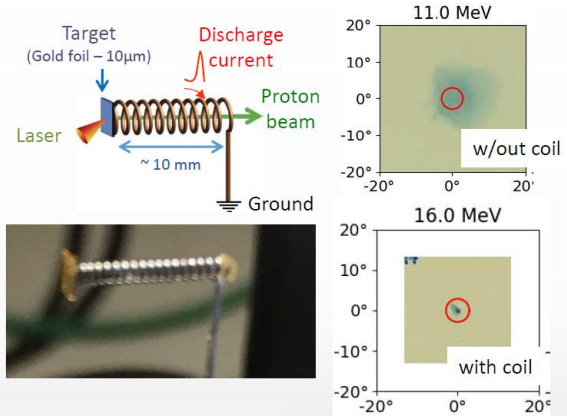 Target
(Gold foil – 10µm)
Discharge
current
Proton
beam
Laser
~ 10 mm
Ground
11.0 MeV
20°
10°
0°
-10°
-20°
-20°
0°
20°
w/out coil
16.0 MeV
20°
10°
0°
-10°
-20°
-20°
0°
20°
with coil